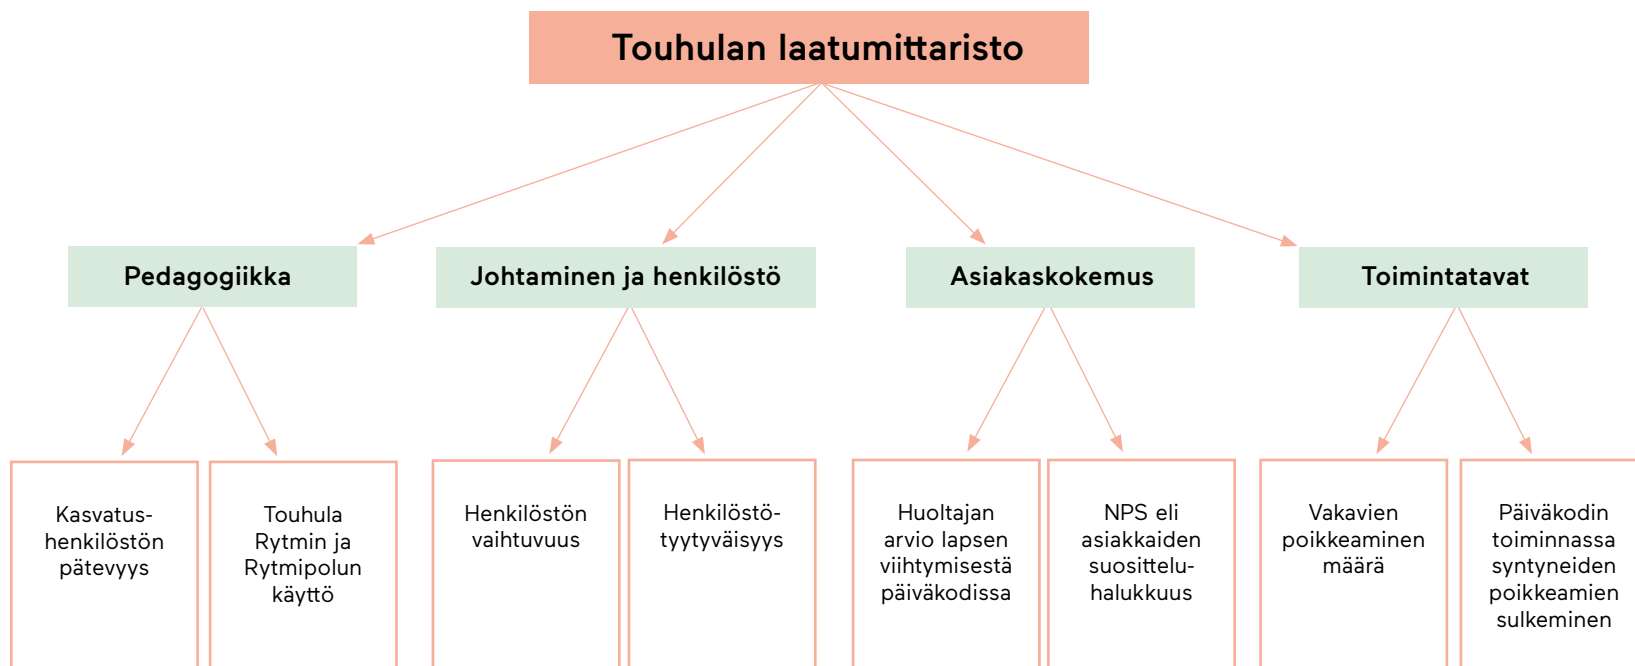 Touhulan laatumittaristo
Pedagogiikka
Johtaminen ja henkilöstö
Asiakaskokemus
Toimintatavat
Kasvatus-
henkilöstön
pätevyys
Touhula
Rytmin ja
Rytmipolun
käyttö
Henkilöstön
vaihtuvuus
Henkilöstö-
tyytyväisyys
Huoltajan
arvio lapsen
viihtymisestä
päiväkodissa
NPS eli
asiakkaiden
suosittelu-
halukkuus
Vakavien
poikkeaminen
määrä
Päiväkodin
toiminnassa
syntyneiden
poikkeamien
sulkeminen